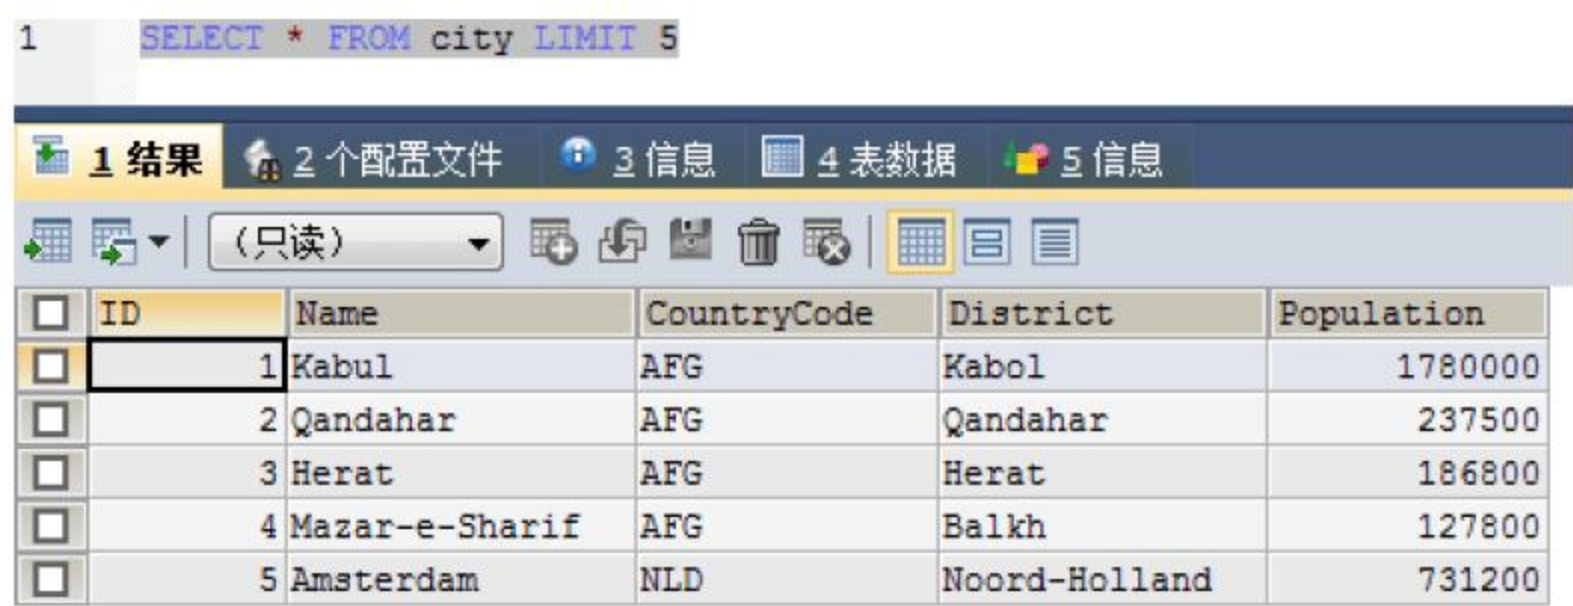 1 SELECT * FROM city LIMIT 5
1 结果 2 个配置文件 3 信息 4 表数据 5 信息
（只读）
ID Name CountryCode District Population
1 Kabul AFG Kabol 1780000
2 Qandahar AFG Qandahar 237500
3 Herat AFG Herat 186800
4 Mazar-e-Sharif AFG Balkh 127800
5 Amsterdam NLD Noord-Holland 731200